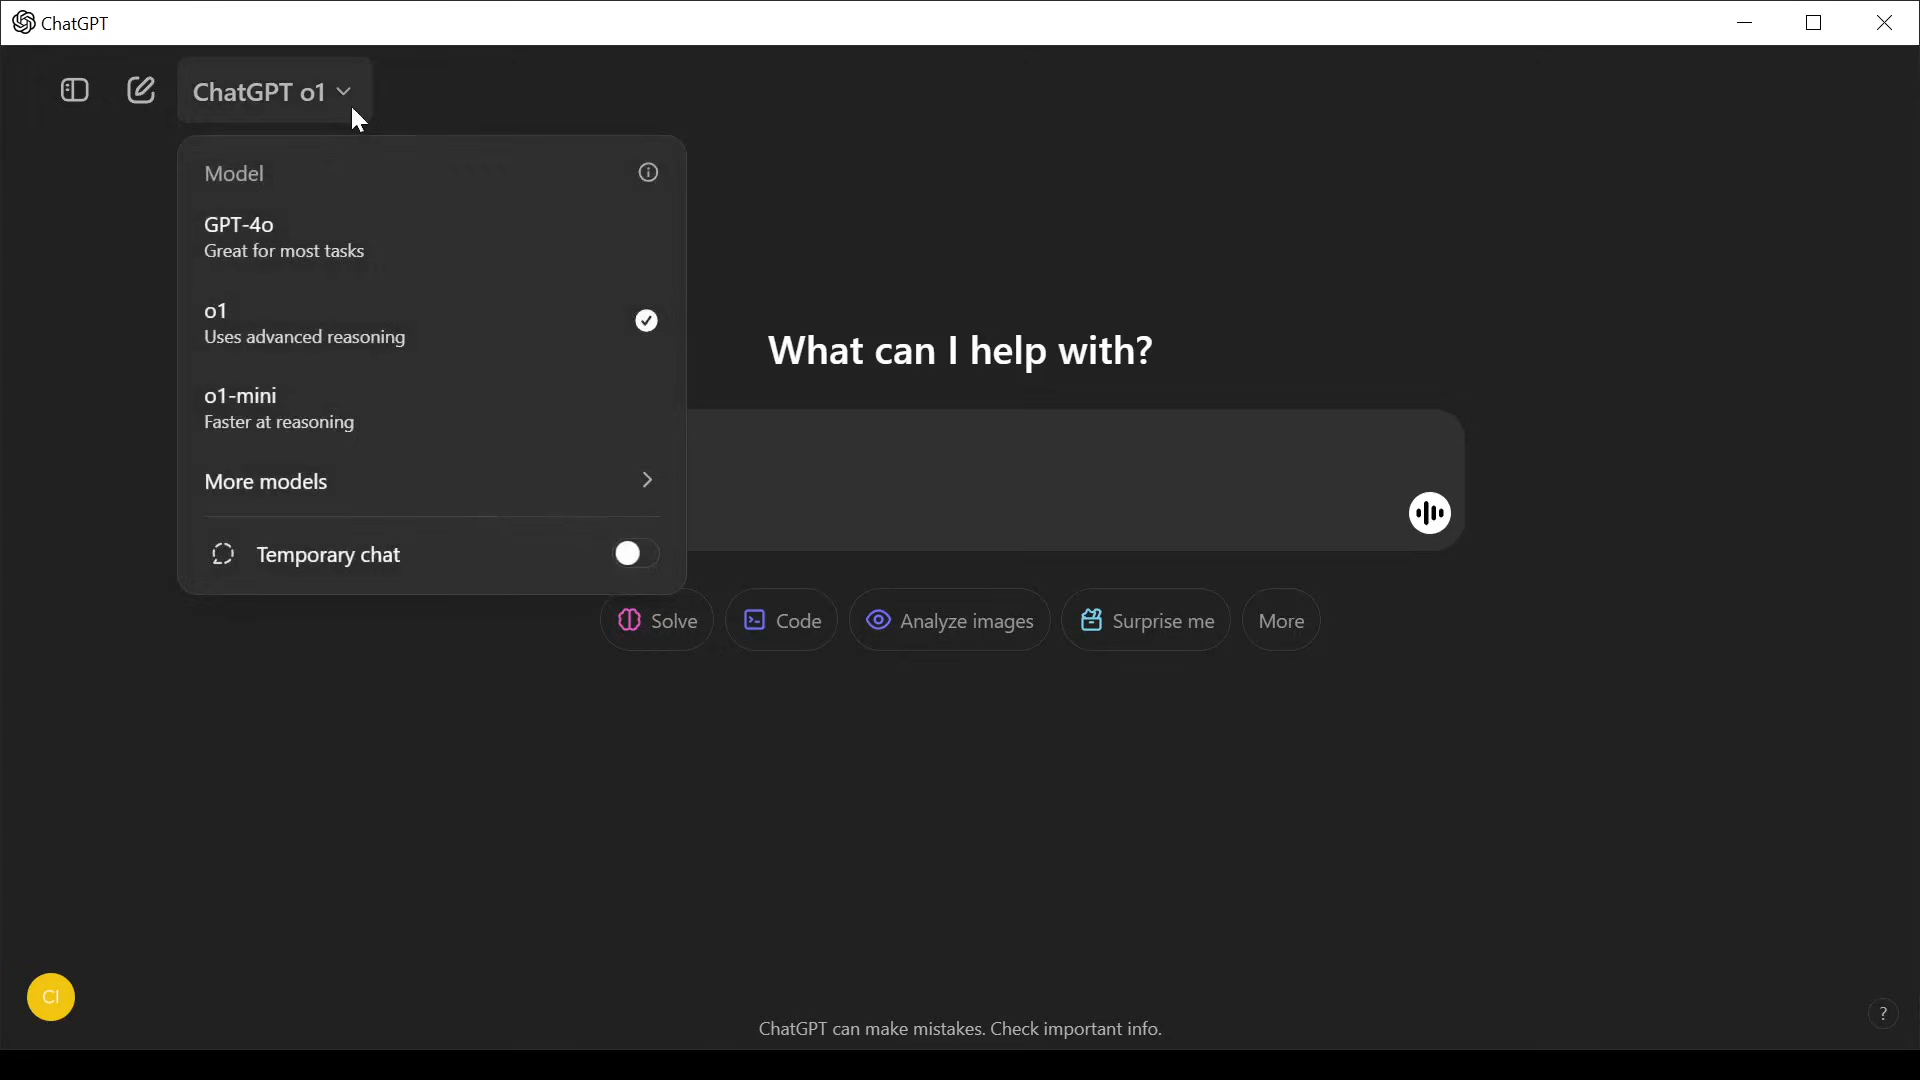 ChatGPT
ChatGPT o1
Model
GPT-4o
Great for most tasks
o1
Uses advanced reasoning
o1-mini
Faster at reasoning
More models
Temporary chat
What can I help with?
Solve
Code
Analyze images
Surprise me
More
CI
ChatGPT can make mistakes. Check important info.
?